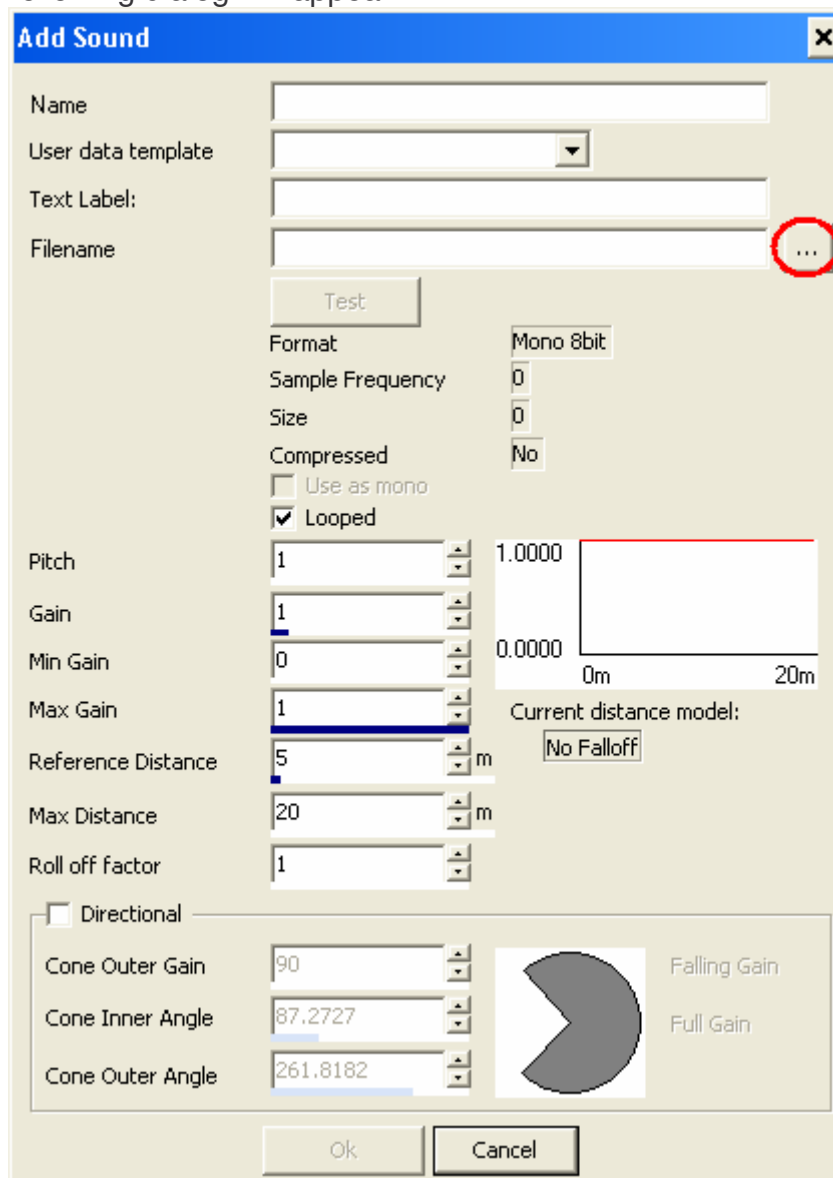 Add Sound
Name
User data template
Text Label:
Filename ...
Test
Format Mono 8bit
Sample Frequency 0
Size 0
Compressed No
Use as mono
Looped
Pitch 1 1.0000
Gain 1
Min Gain 0 0.0000
0m 20m
Max Gain 1 Current distance model:
No Falloff
Reference Distance 5 m
Max Distance 20 m
Roll off factor 1
Directional
Cone Outer Gain 90 Falling Gain
Cone Inner Angle 87.2727 Full Gain
Cone Outer Angle 261.8182
Ok Cancel